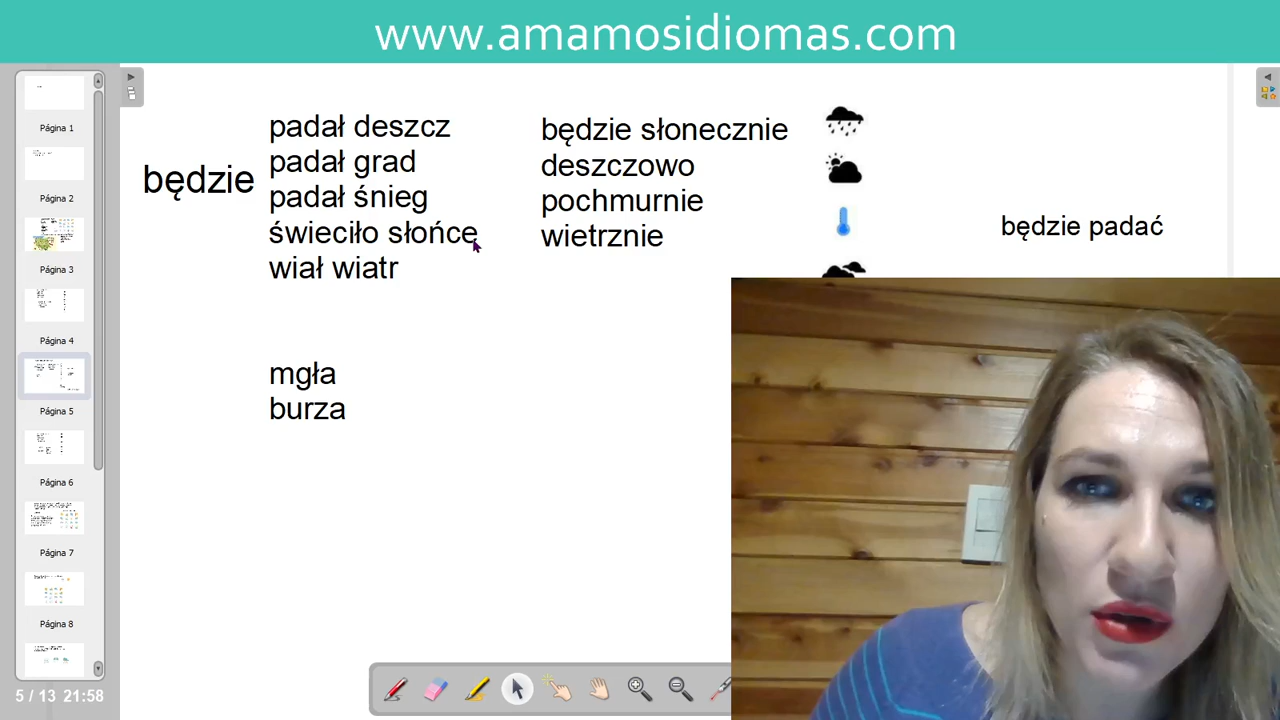 www.amamosidiomas.com
Página 1
Página 2
Página 3
Página 4
Página 5
Página 6
Página 7
Página 8
5 / 13 21:58
będzie
padał deszcz
padał grad
padał śnieg
świeciło słońce
wiał wiatr
mgła
burza
będzie słonecznie
deszczowo
pochmurnie
wietrznie
będzie padać